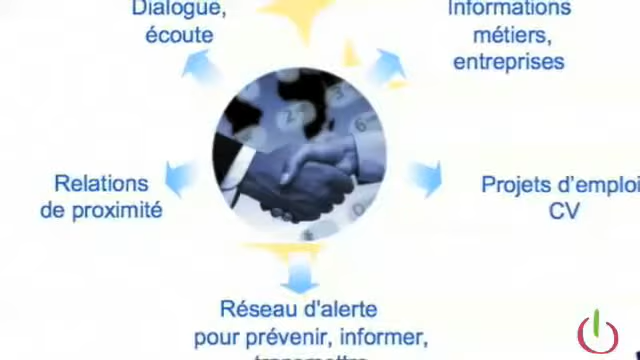 Dialogue,
écoute
Informations
métiers,
entreprises
Relations
de proximité
Projets d'emploi
CV
Réseau d'alerte
pour prévenir, informer,